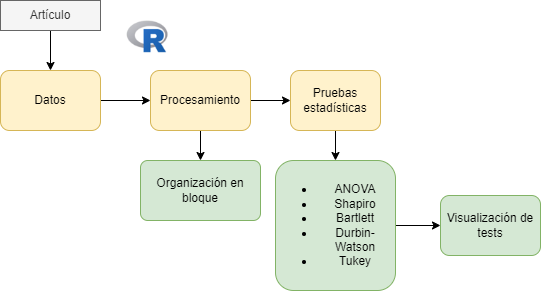 Artículo
R
Datos
Procesamiento
Pruebas
estadísticas
Organización en
bloque
• ANOVA
• Shapiro
• Bartlett
• Durbin-
Watson
• Tukey
Visualización de
tests